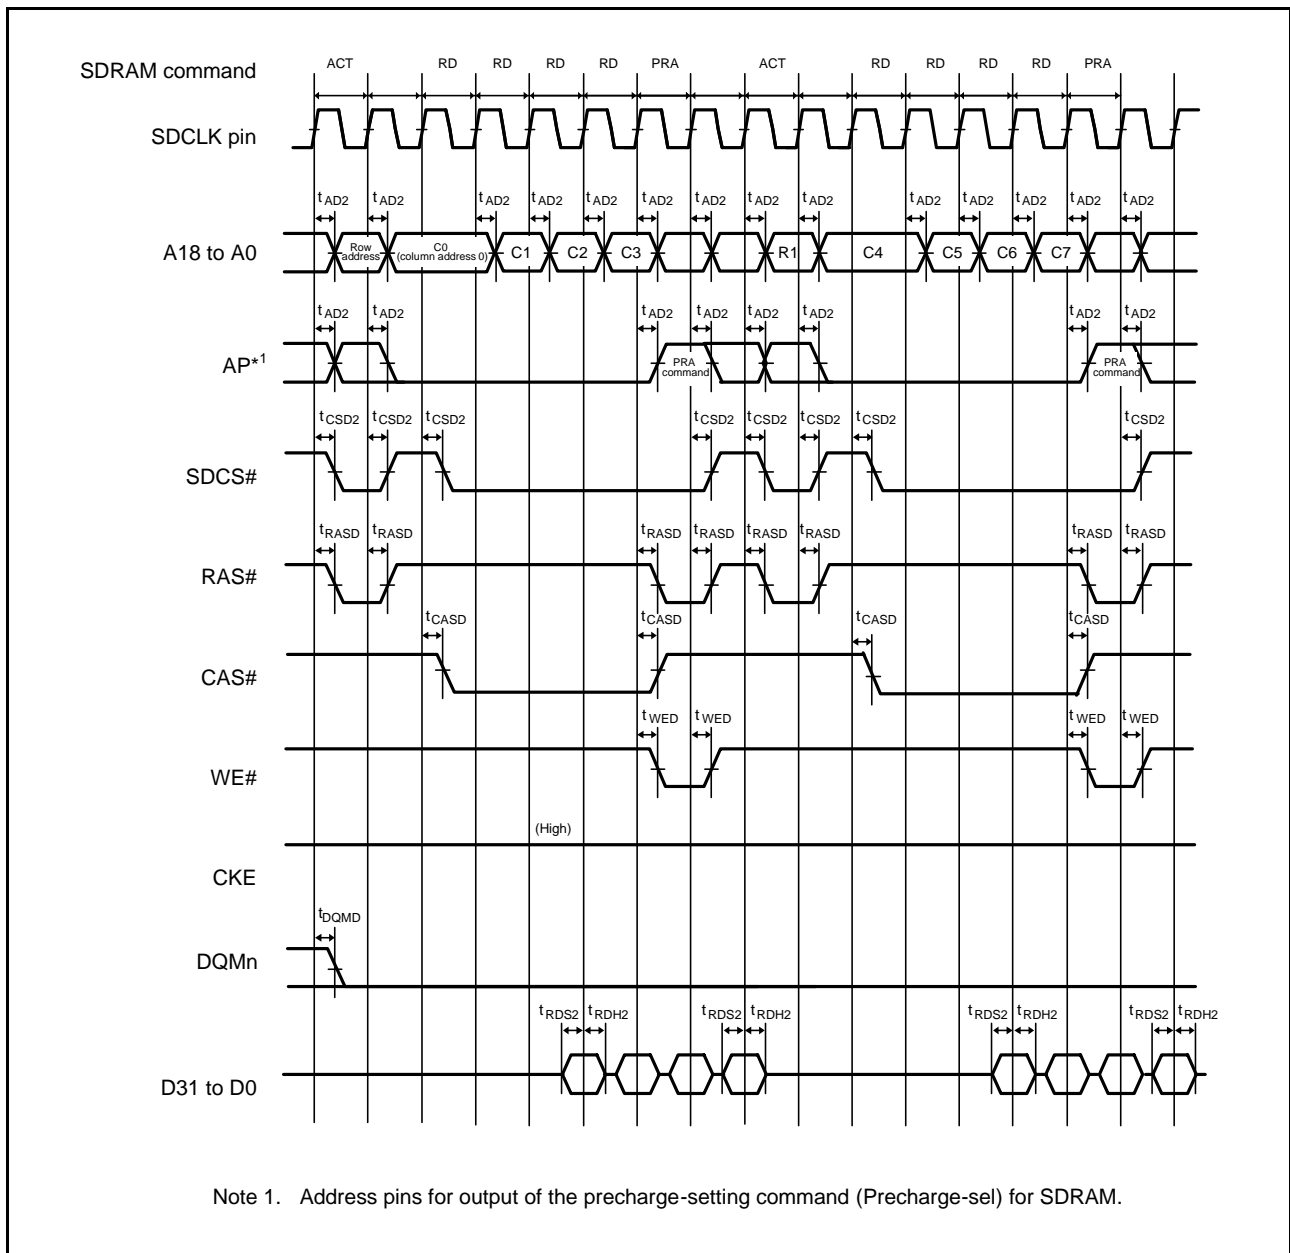 ACT RD RD RD RD PRA ACT RD RD RD RD PRA
SDRAM command
SDCLK pin
tAD2 tAD2 tAD2 tAD2 tAD2 tAD2 tAD2 tAD2 tAD2 tAD2 tAD2 tAD2 tAD2 tAD2
A18 to A0
Row address
C0 (column address 0)
C1 C2 C3 R1 C4 C5 C6 C7
tAD2 tAD2 tAD2 tAD2 tAD2 tAD2 tAD2 tAD2
AP*1
PRA command
PRA command
tCSD2 tCSD2 tCSD2 tCSD2 tCSD2 tCSD2 tCSD2 tCSD2
SDCS#
tRASD tRASD tRASD tRASD tRASD tRASD tRASD tRASD
RAS#
tCASD tCASD tCASD tCASD
CAS#
tWED tWED tWED tWED
WE#
(High)
CKE
tDQMD
DQMn
tRDS2 tRDH2 tRDS2 tRDH2 tRDS2 tRDH2 tRDS2 tRDH2
D31 to D0
Note 1. Address pins for output of the precharge-setting command (Precharge-sel) for SDRAM.